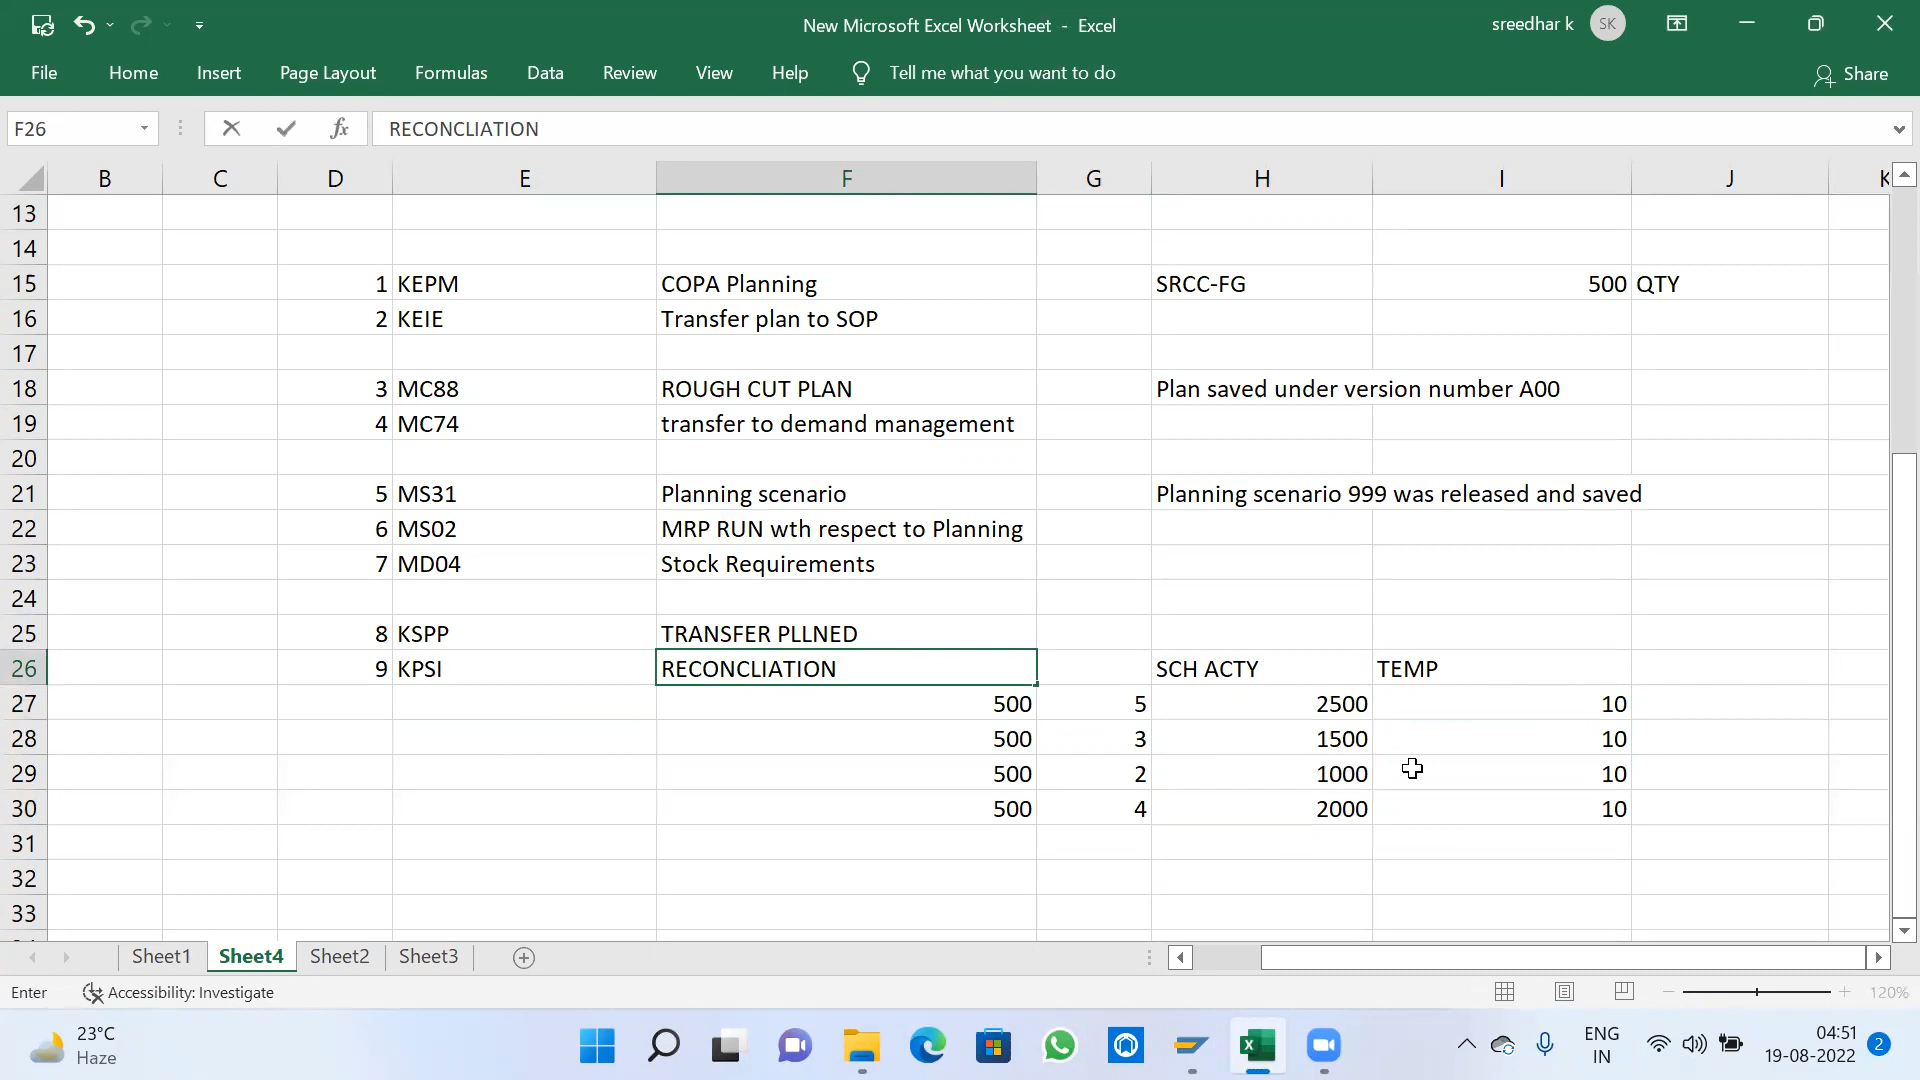 New Microsoft Excel Worksheet - Excel
sreedhar k
SK
File Home Insert Page Layout Formulas Data Review View Help Tell me what you want to do Share
F26 fx RECONCLIATION
B C D E F G H I J K
13
14
15 1 KEPM COPA Planning SRCC-FG 500 QTY
16 2 KEIE Transfer plan to SOP
17
18 3 MC88 ROUGH CUT PLAN Plan saved under version number A00
19 4 MC74 transfer to demand management
20
21 5 MS31 Planning scenario Planning scenario 999 was released and saved
22 6 MS02 MRP RUN wth respect to Planning
23 7 MD04 Stock Requirements
24
25 8 KSPP TRANSFER PLLNED
26 9 KPSI RECONCLIATION SCH ACTY TEMP
27 500 5 2500 10
28 500 3 1500 10
29 500 2 1000 10
30 500 4 2000 10
31
32
33
Sheet1 Sheet4 Sheet2 Sheet3
Enter Accessibility: Investigate 120%
23°C
Haze
ENG
IN
04:51
19-08-2022
2